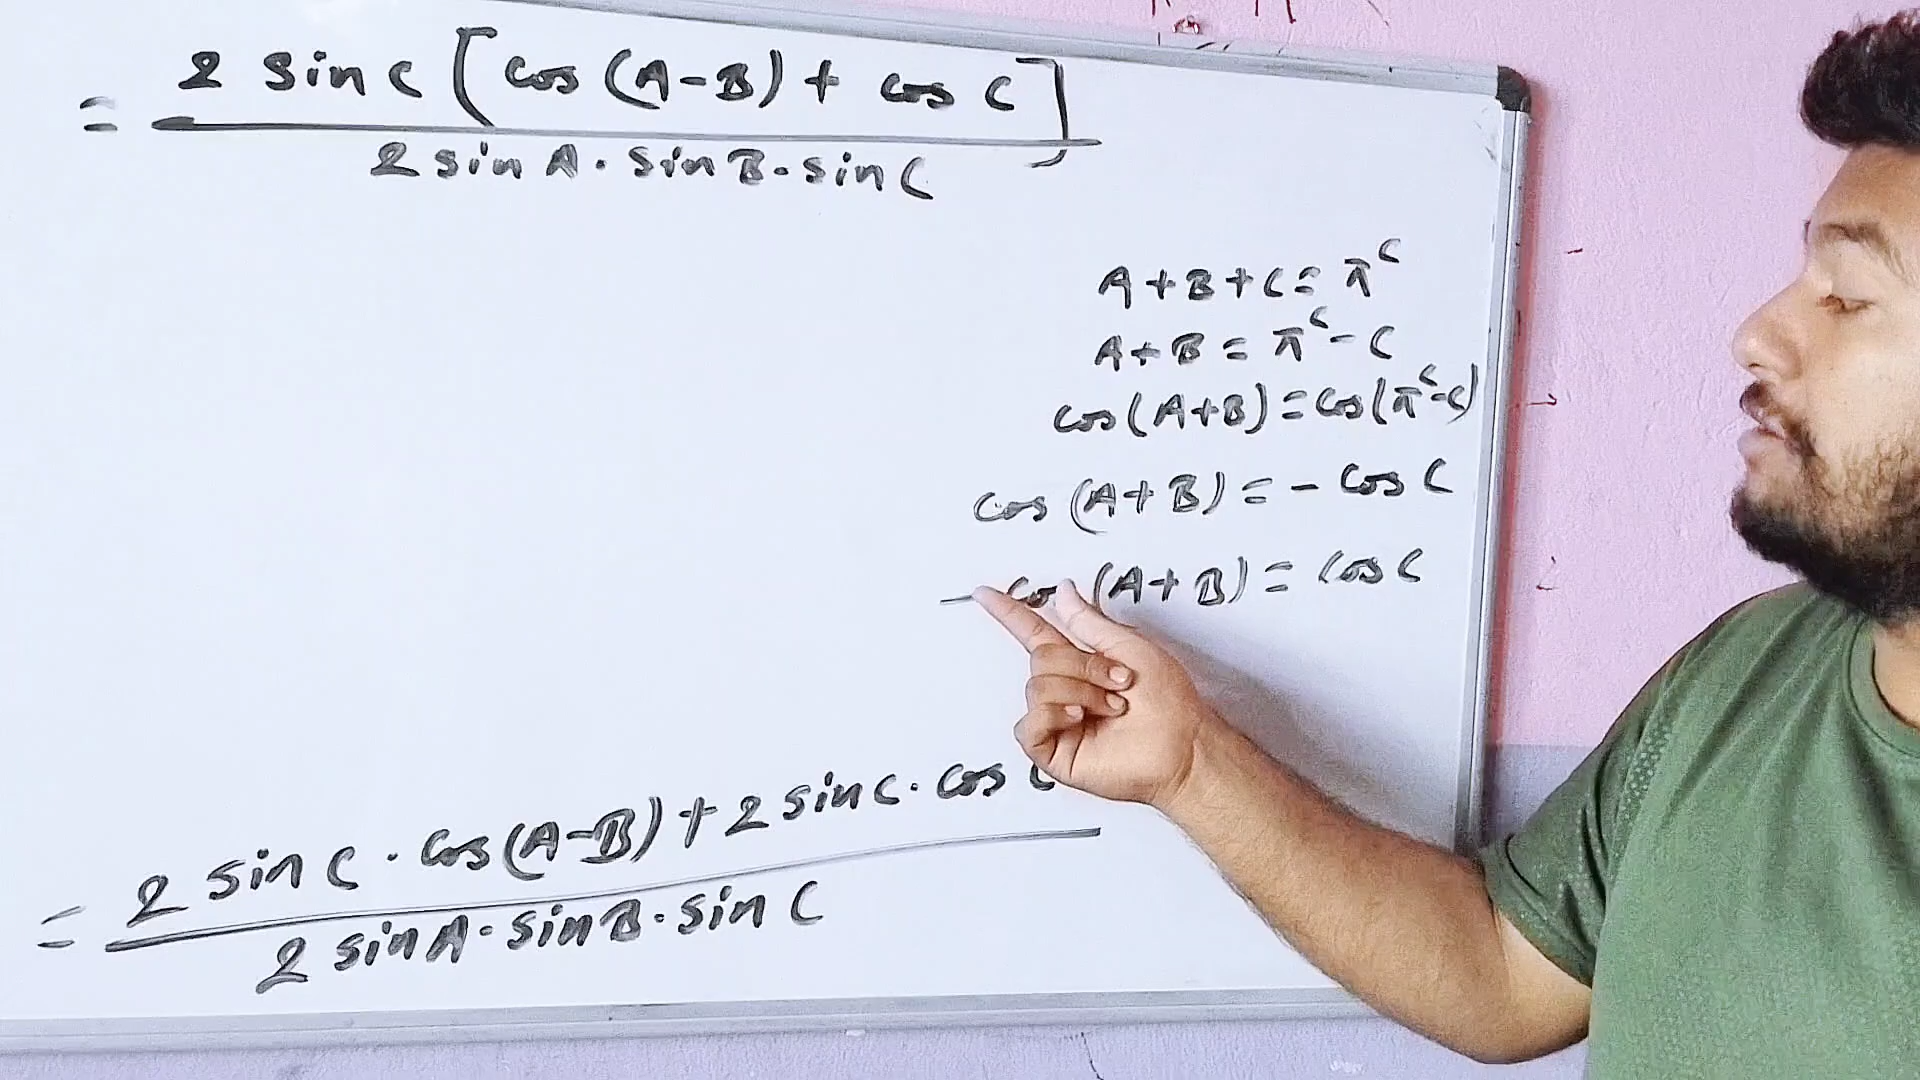 = 2 sin C [cos (A-B) + cos C]
2 sin A · sin B · sin C
A + B + C = π^c
A + B = π^c - C
cos (A+B) = cos (π^c - C)
cos (A+B) = - cos C
- cos (A+B) = cos C
= 2 sin C · cos (A-B) + 2 sin C · cos C
2 sin A · sin B · sin C